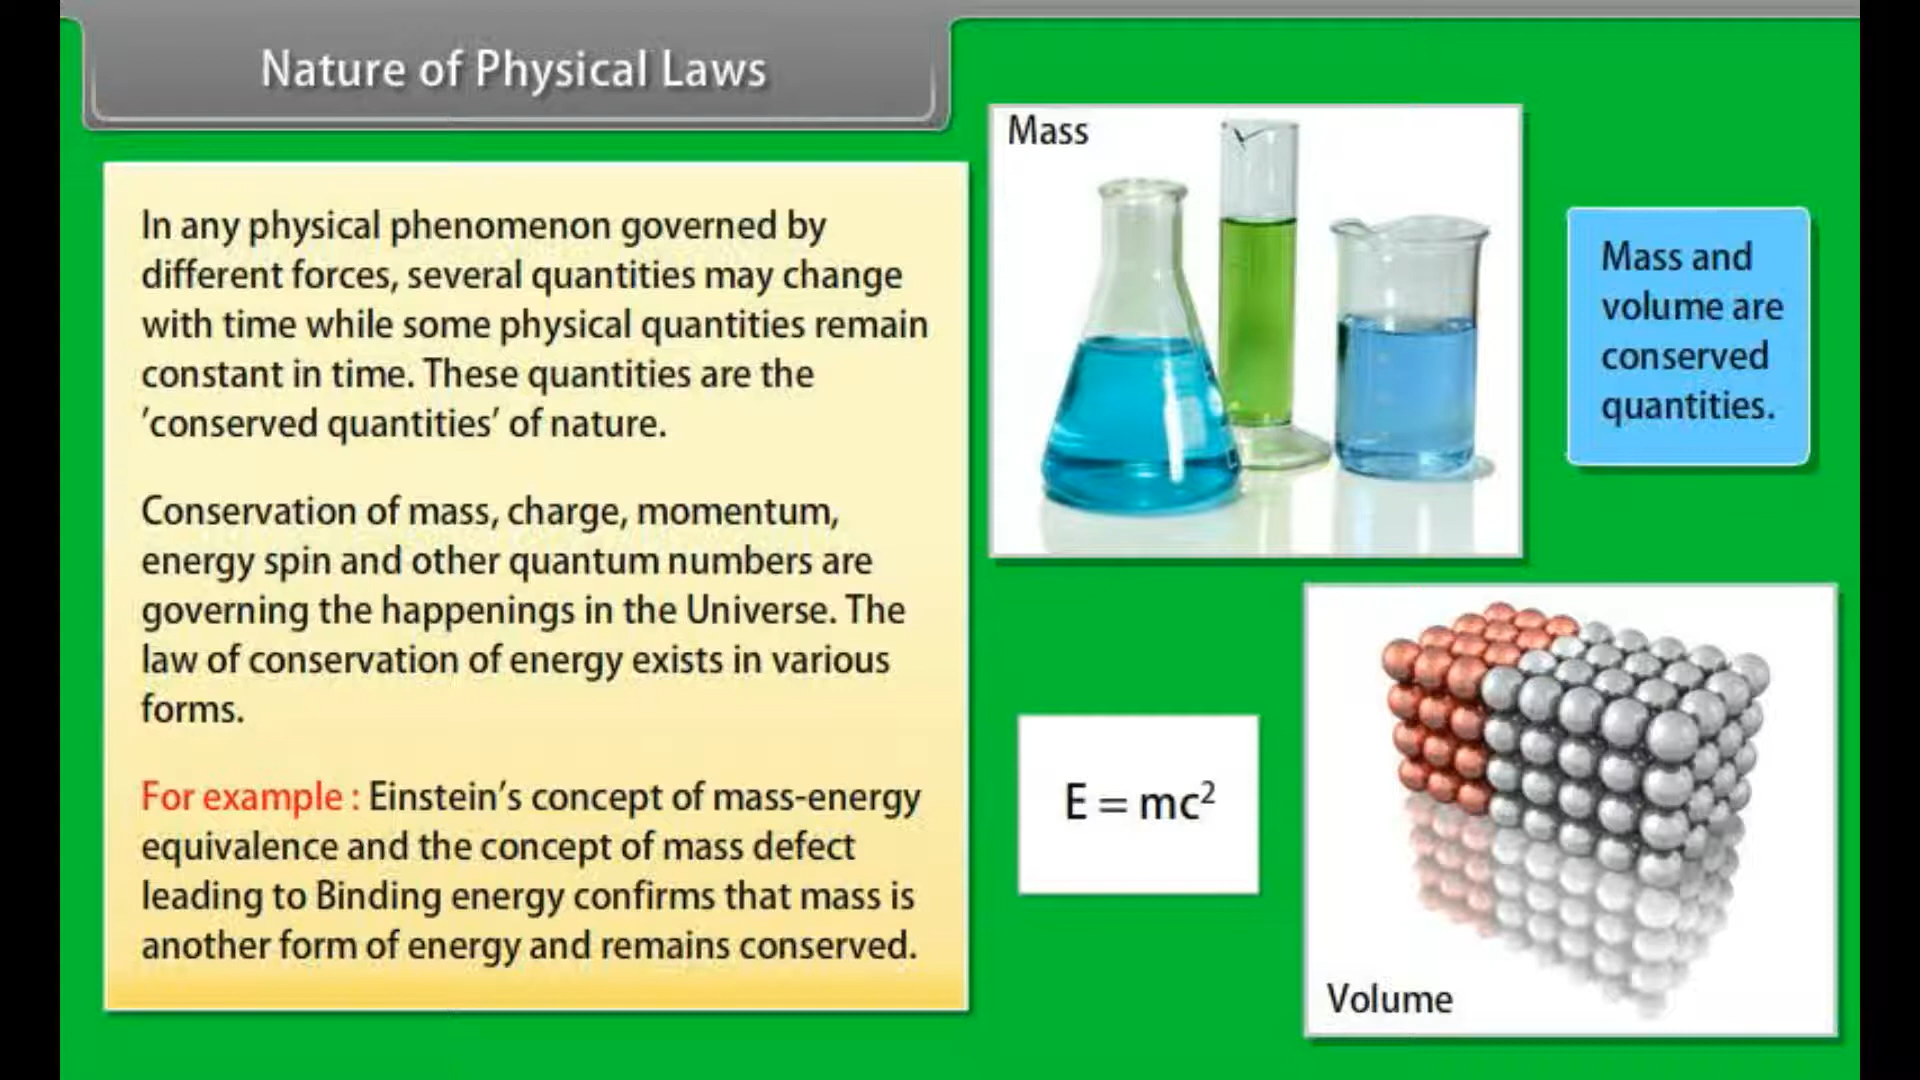 Nature of Physical Laws
In any physical phenomenon governed by
different forces, several quantities may change
with time while some physical quantities remain
constant in time. These quantities are the
'conserved quantities' of nature.
Conservation of mass, charge, momentum,
energy spin and other quantum numbers are
governing the happenings in the Universe. The
law of conservation of energy exists in various
forms.
For example : Einstein's concept of mass-energy
equivalence and the concept of mass defect
leading to Binding energy confirms that mass is
another form of energy and remains conserved.
Mass
Mass and
volume are
conserved
quantities.
E = mc²
Volume